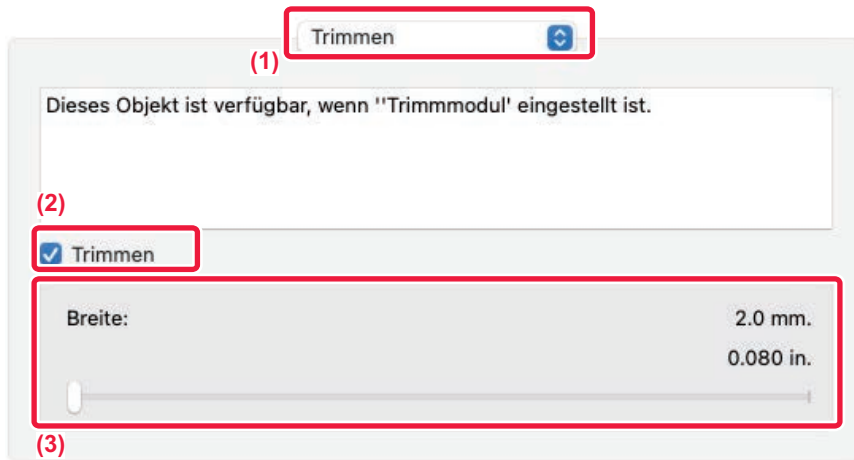 Trimmen
(1)
Dieses Objekt ist verfügbar, wenn ''Trimmmodul' eingestellt ist.
(2)
Trimmen
Breite: 2.0 mm.
0.080 in.
(3)